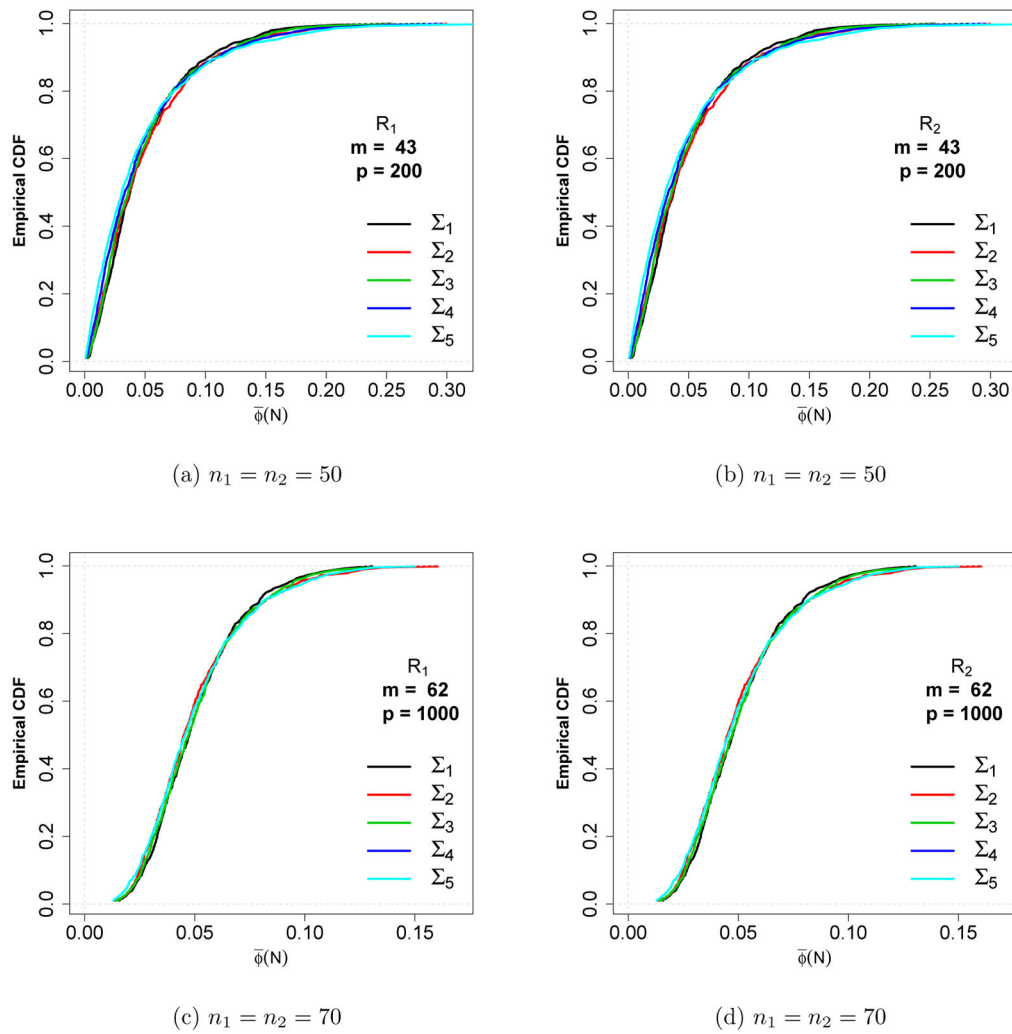 Empirical CDF
0.0 0.2 0.4 0.6 0.8 1.0
R1
m = 43
p = 200
Σ1
Σ2
Σ3
Σ4
Σ5
0.00 0.05 0.10 0.15 0.20 0.25 0.30
ϕ̅(N)
(a) n1 = n2 = 50
Empirical CDF
0.0 0.2 0.4 0.6 0.8 1.0
R2
m = 43
p = 200
Σ1
Σ2
Σ3
Σ4
Σ5
0.00 0.05 0.10 0.15 0.20 0.25 0.30
ϕ̅(N)
(b) n1 = n2 = 50
Empirical CDF
0.0 0.2 0.4 0.6 0.8 1.0
R1
m = 62
p = 1000
Σ1
Σ2
Σ3
Σ4
Σ5
0.00 0.05 0.10 0.15
ϕ̅(N)
(c) n1 = n2 = 70
Empirical CDF
0.0 0.2 0.4 0.6 0.8 1.0
R2
m = 62
p = 1000
Σ1
Σ2
Σ3
Σ4
Σ5
0.00 0.05 0.10 0.15
ϕ̅(N)
(d) n1 = n2 = 70